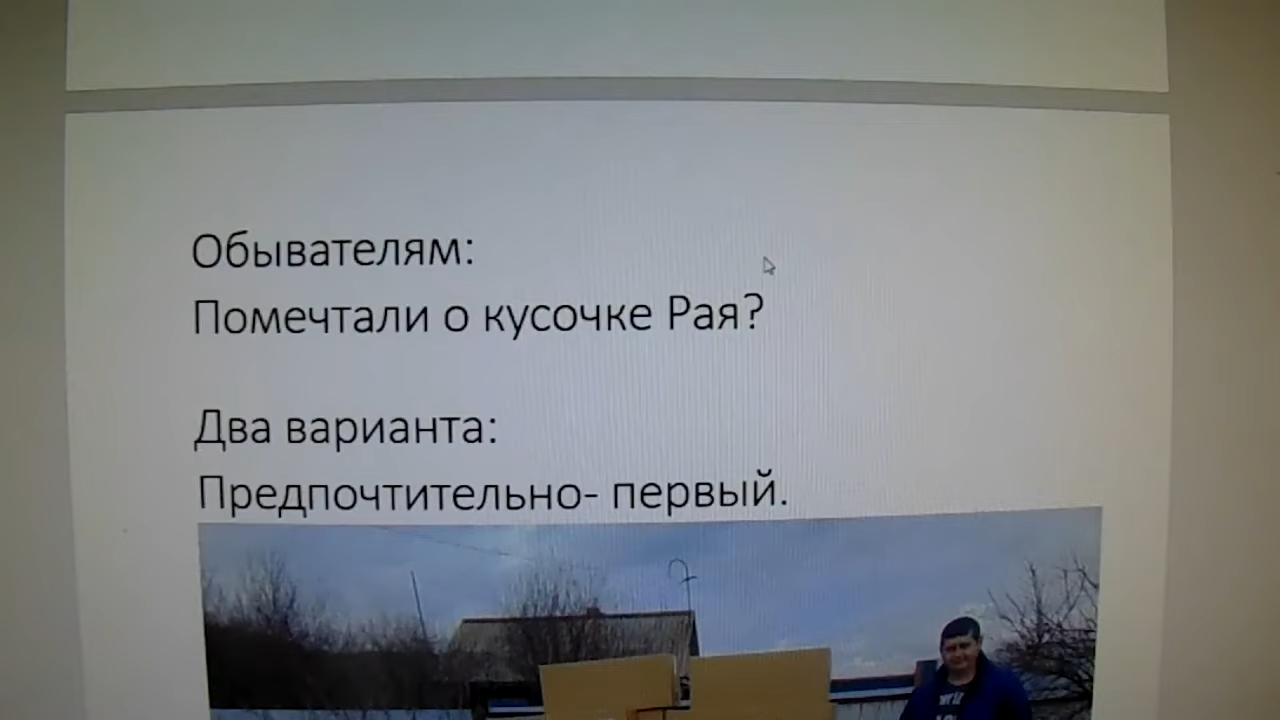 Обывателям:
Помечтали о кусочке Рая?
Два варианта:
Предпочтительно- первый.